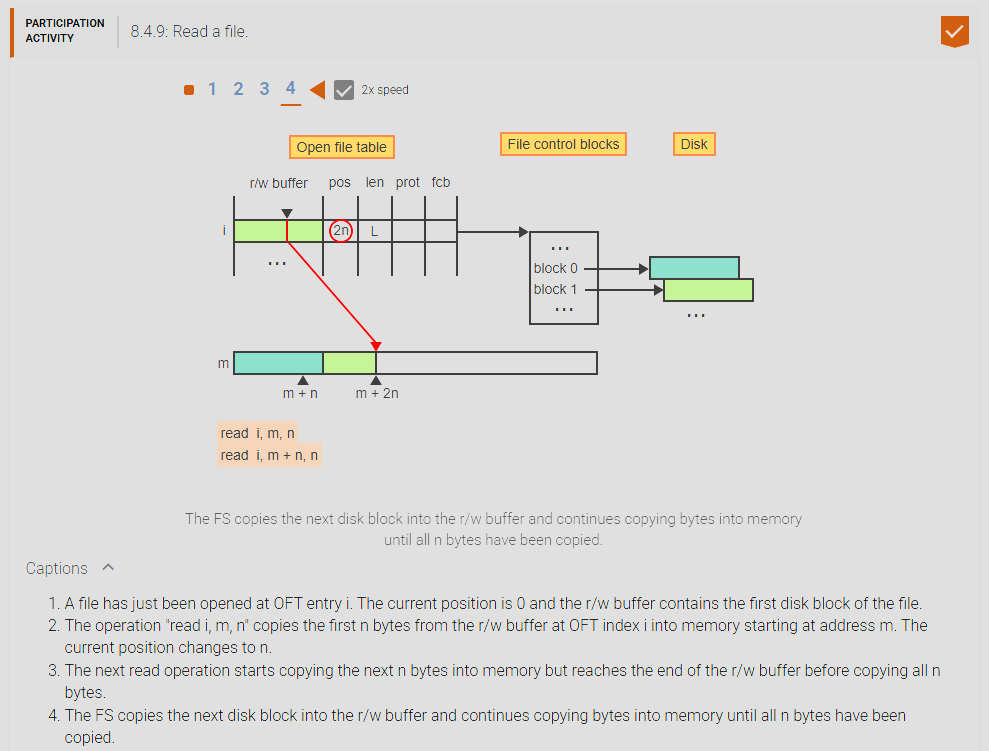 PARTICIPATION
ACTIVITY
8.4.9: Read a file.
1 2 3 4 2x speed
Open file table
File control blocks
Disk
r/w buffer pos len prot fcb
i 2n L
...
...
block 0
block 1
...
...
m
m + n m + 2n
read i, m, n
read i, m + n, n
The FS copies the next disk block into the r/w buffer and continues copying bytes into memory
until all n bytes have been copied.
Captions
1. A file has just been opened at OFT entry i. The current position is 0 and the r/w buffer contains the first disk block of the file.
2. The operation "read i, m, n" copies the first n bytes from the r/w buffer at OFT index i into memory starting at address m. The
current position changes to n.
3. The next read operation starts copying the next n bytes into memory but reaches the end of the r/w buffer before copying all n
bytes.
4. The FS copies the next disk block into the r/w buffer and continues copying bytes into memory until all n bytes have been
copied.